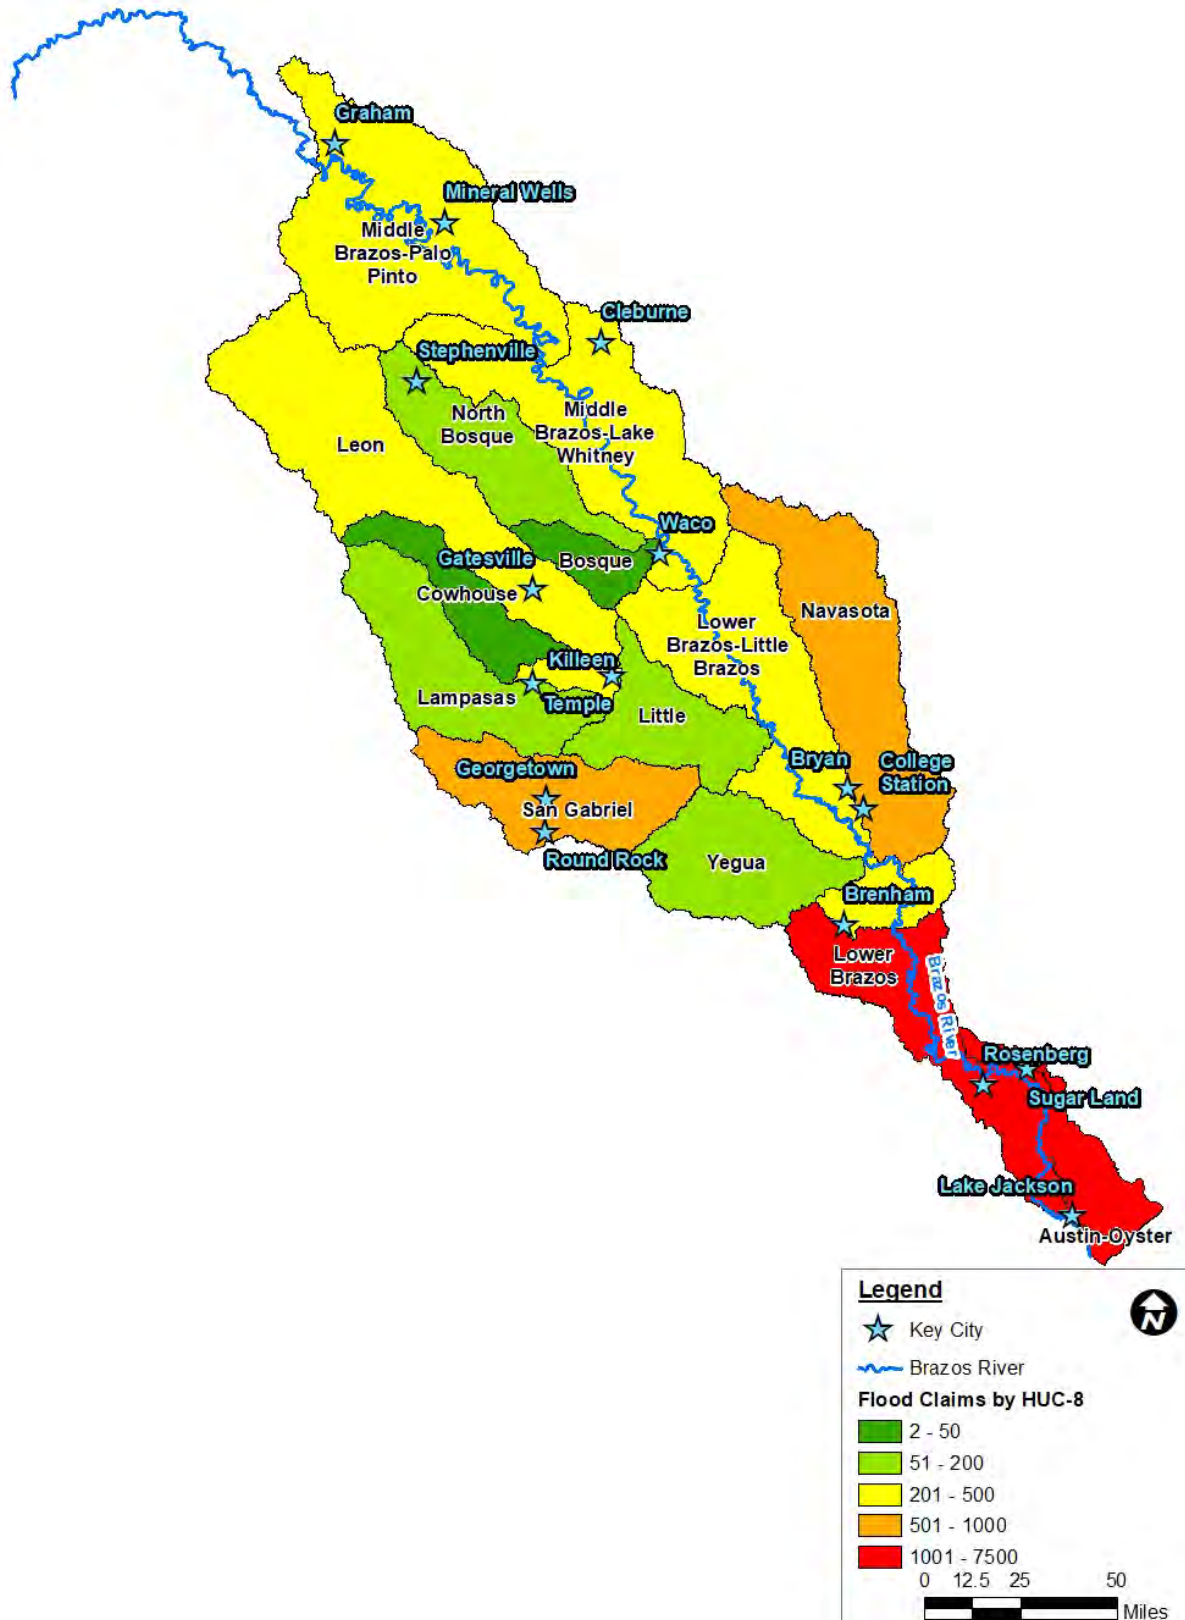 Graham
Mineral Wells
Middle
Brazos-Palo
Pinto
Cleburne
Stephenville
North
Bosque
Middle
Brazos-Lake
Whitney
Leon
Waco
Bosque
Gatesville
Cowhouse
Navasota
Lower
Brazos-Little
Brazos
Killeen
Lampasas
Temple
Little
Georgetown
Bryan
College
Station
San Gabriel
Round Rock
Yegua
Brenham
Lower
Brazos
Brazos River
Rosenberg
Sugar Land
Lake Jackson
Austin-Oyster
Legend
N
Key City
Brazos River
Flood Claims by HUC-8
2 - 50
51 - 200
201 - 500
501 - 1000
1001 - 7500
0 12.5 25 50
Miles